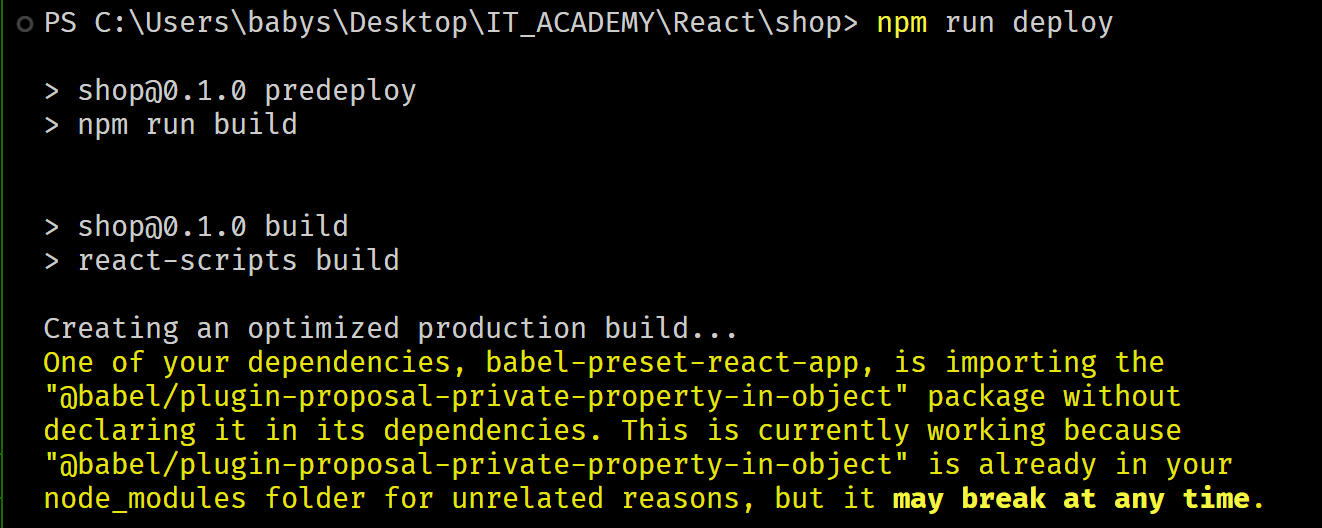 PS C:\Users\babys\Desktop\IT_ACADEMY\React\shop> npm run deploy
> shop@0.1.0 predeploy
> npm run build
> shop@0.1.0 build
> react-scripts build
Creating an optimized production build...
One of your dependencies, babel-preset-react-app, is importing the
"@babel/plugin-proposal-private-property-in-object" package without
declaring it in its dependencies. This is currently working because
"@babel/plugin-proposal-private-property-in-object" is already in your
node_modules folder for unrelated reasons, but it may break at any time.